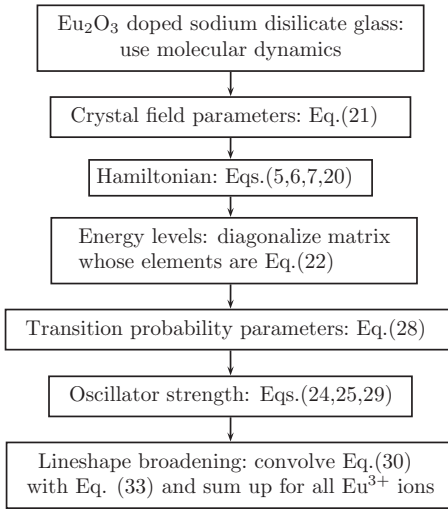 Eu₂O₃ doped sodium disilicate glass:
use molecular dynamics
Crystal field parameters: Eq.(21)
Hamiltonian: Eqs.(5,6,7,20)
Energy levels: diagonalize matrix
whose elements are Eq.(22)
Transition probability parameters: Eq.(28)
Oscillator strength: Eqs.(24,25,29)
Lineshape broadening: convolve Eq.(30)
with Eq. (33) and sum up for all Eu³⁺ ions